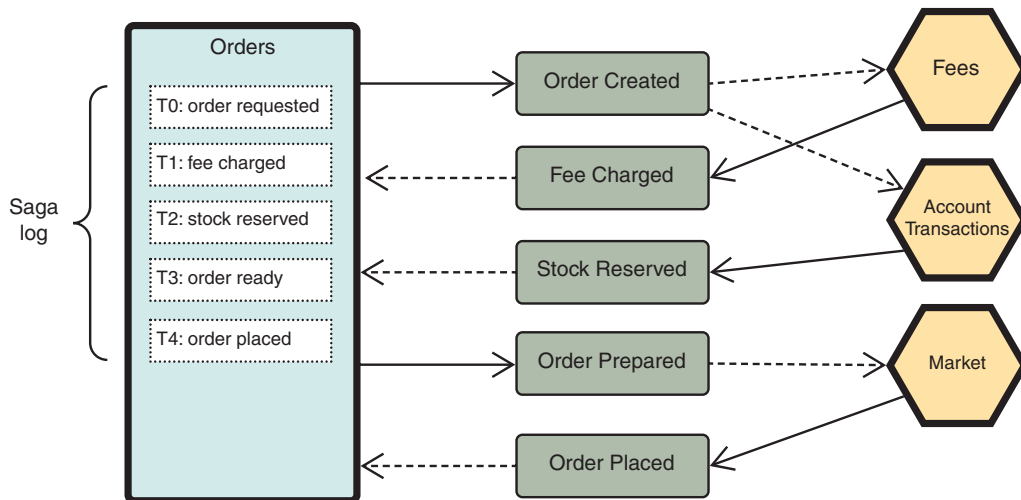 Orders
Saga
log
T0: order requested
T1: fee charged
T2: stock reserved
T3: order ready
T4: order placed
Order Created
Fee Charged
Stock Reserved
Order Prepared
Order Placed
Fees
Account
Transactions
Market